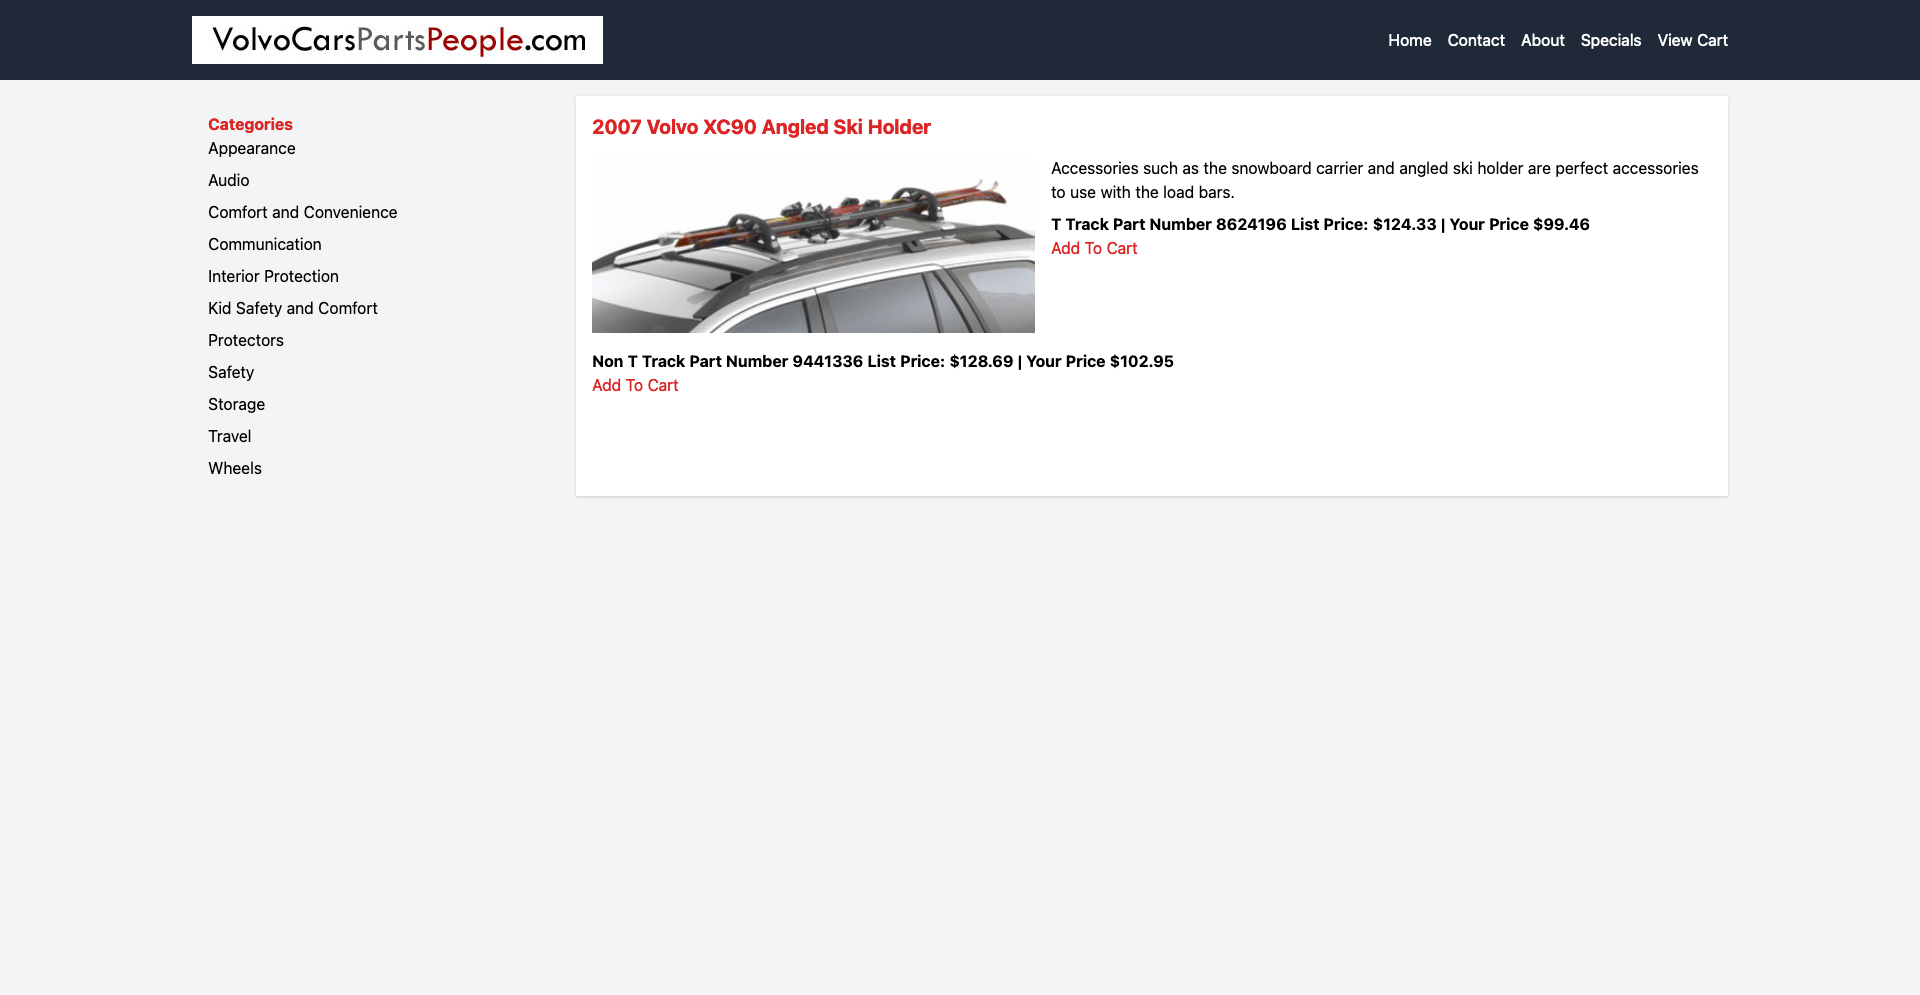 VolvoCarsPartsPeople.com
Home Contact About Specials View Cart
Categories
Appearance
Audio
Comfort and Convenience
Communication
Interior Protection
Kid Safety and Comfort
Protectors
Safety
Storage
Travel
Wheels
2007 Volvo XC90 Angled Ski Holder
Accessories such as the snowboard carrier and angled ski holder are perfect accessories
to use with the load bars.
T Track Part Number 8624196 List Price: $124.33 | Your Price $99.46
Add To Cart
Non T Track Part Number 9441336 List Price: $128.69 | Your Price $102.95
Add To Cart